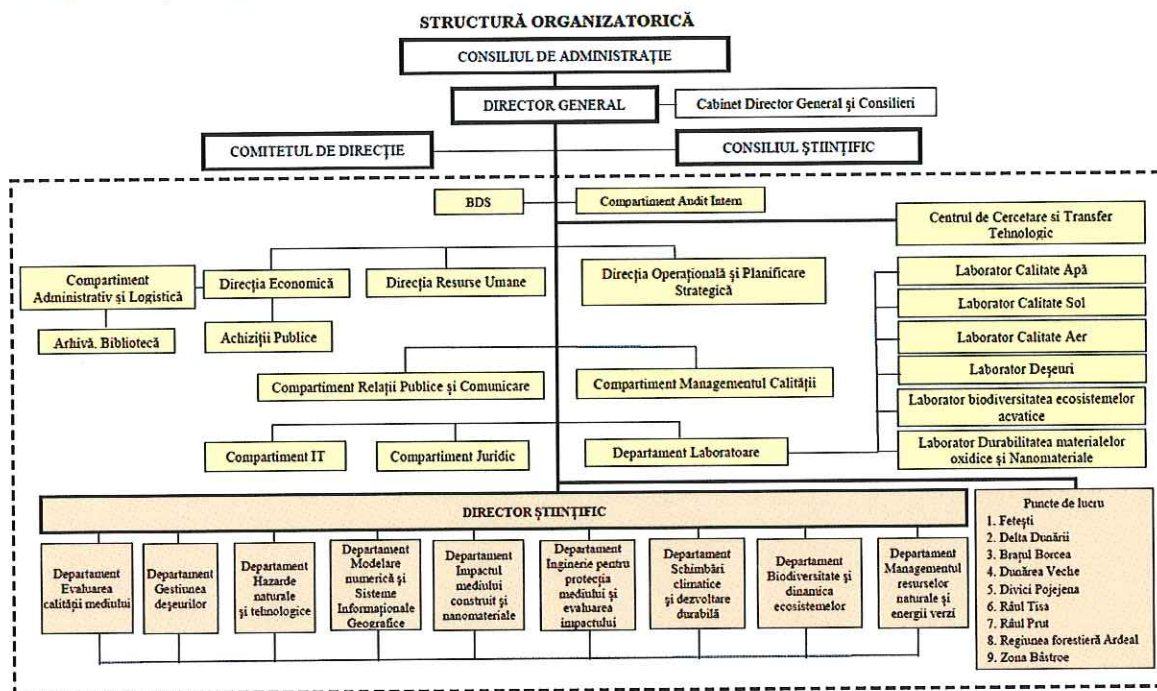 STRUCTURĂ ORGANIZATORICĂ
CONSILIUL DE ADMINISTRAȚIE
DIRECTOR GENERAL
Cabinet Director General și Consilieri
COMITETUL DE DIRECȚIE
CONSILIUL ȘTIINȚIFIC
BDS
Compartiment Audit Intern
Centrul de Cercetare si Transfer
Tehnologic
Compartiment
Administrativ și Logistică
Direcția Economică
Direcția Resurse Umane
Direcția Operațională și Planificare
Strategică
Arhivă, Bibliotecă
Achiziții Publice
Laborator Calitate Apă
Laborator Calitate Sol
Laborator Calitate Aer
Laborator Deșeuri
Laborator biodiversitatea ecosistemelor
acvatice
Laborator Durabilitatea materialelor
oxidice și Nanomateriale
Compartiment Relații Publice și Comunicare
Compartiment Managementul Calității
Compartiment IT
Compartiment Juridic
Departament Laboratoare
DIRECTOR ȘTIINȚIFIC
Departament
Evaluarea
calității mediului
Departament
Gestiunea
deșeurilor
Departament
Hazarde
naturale
și tehnologice
Departament
Modelare
numerică și
Sisteme
Informaționale
Geografice
Departament
Impactul
mediului
construit și
nanomateriale
Departament
Inginerie pentru
protecția
mediului și
evaluarea
impactului
Departament
Schimbări
climatice
și dezvoltare
durabilă
Departament
Biodiversitate și
dinamica
ecosistemelor
Departament
Managementul
resurselor
naturale și
energii verzi
Puncte de lucru
1. Fetești
2. Delta Dunării
3. Brațul Borcea
4. Dunărea Veche
5. Divici Pojejena
6. Râul Tisa
7. Râul Prut
8. Regiunea forestieră Ardeal
9. Zona Bâstroe